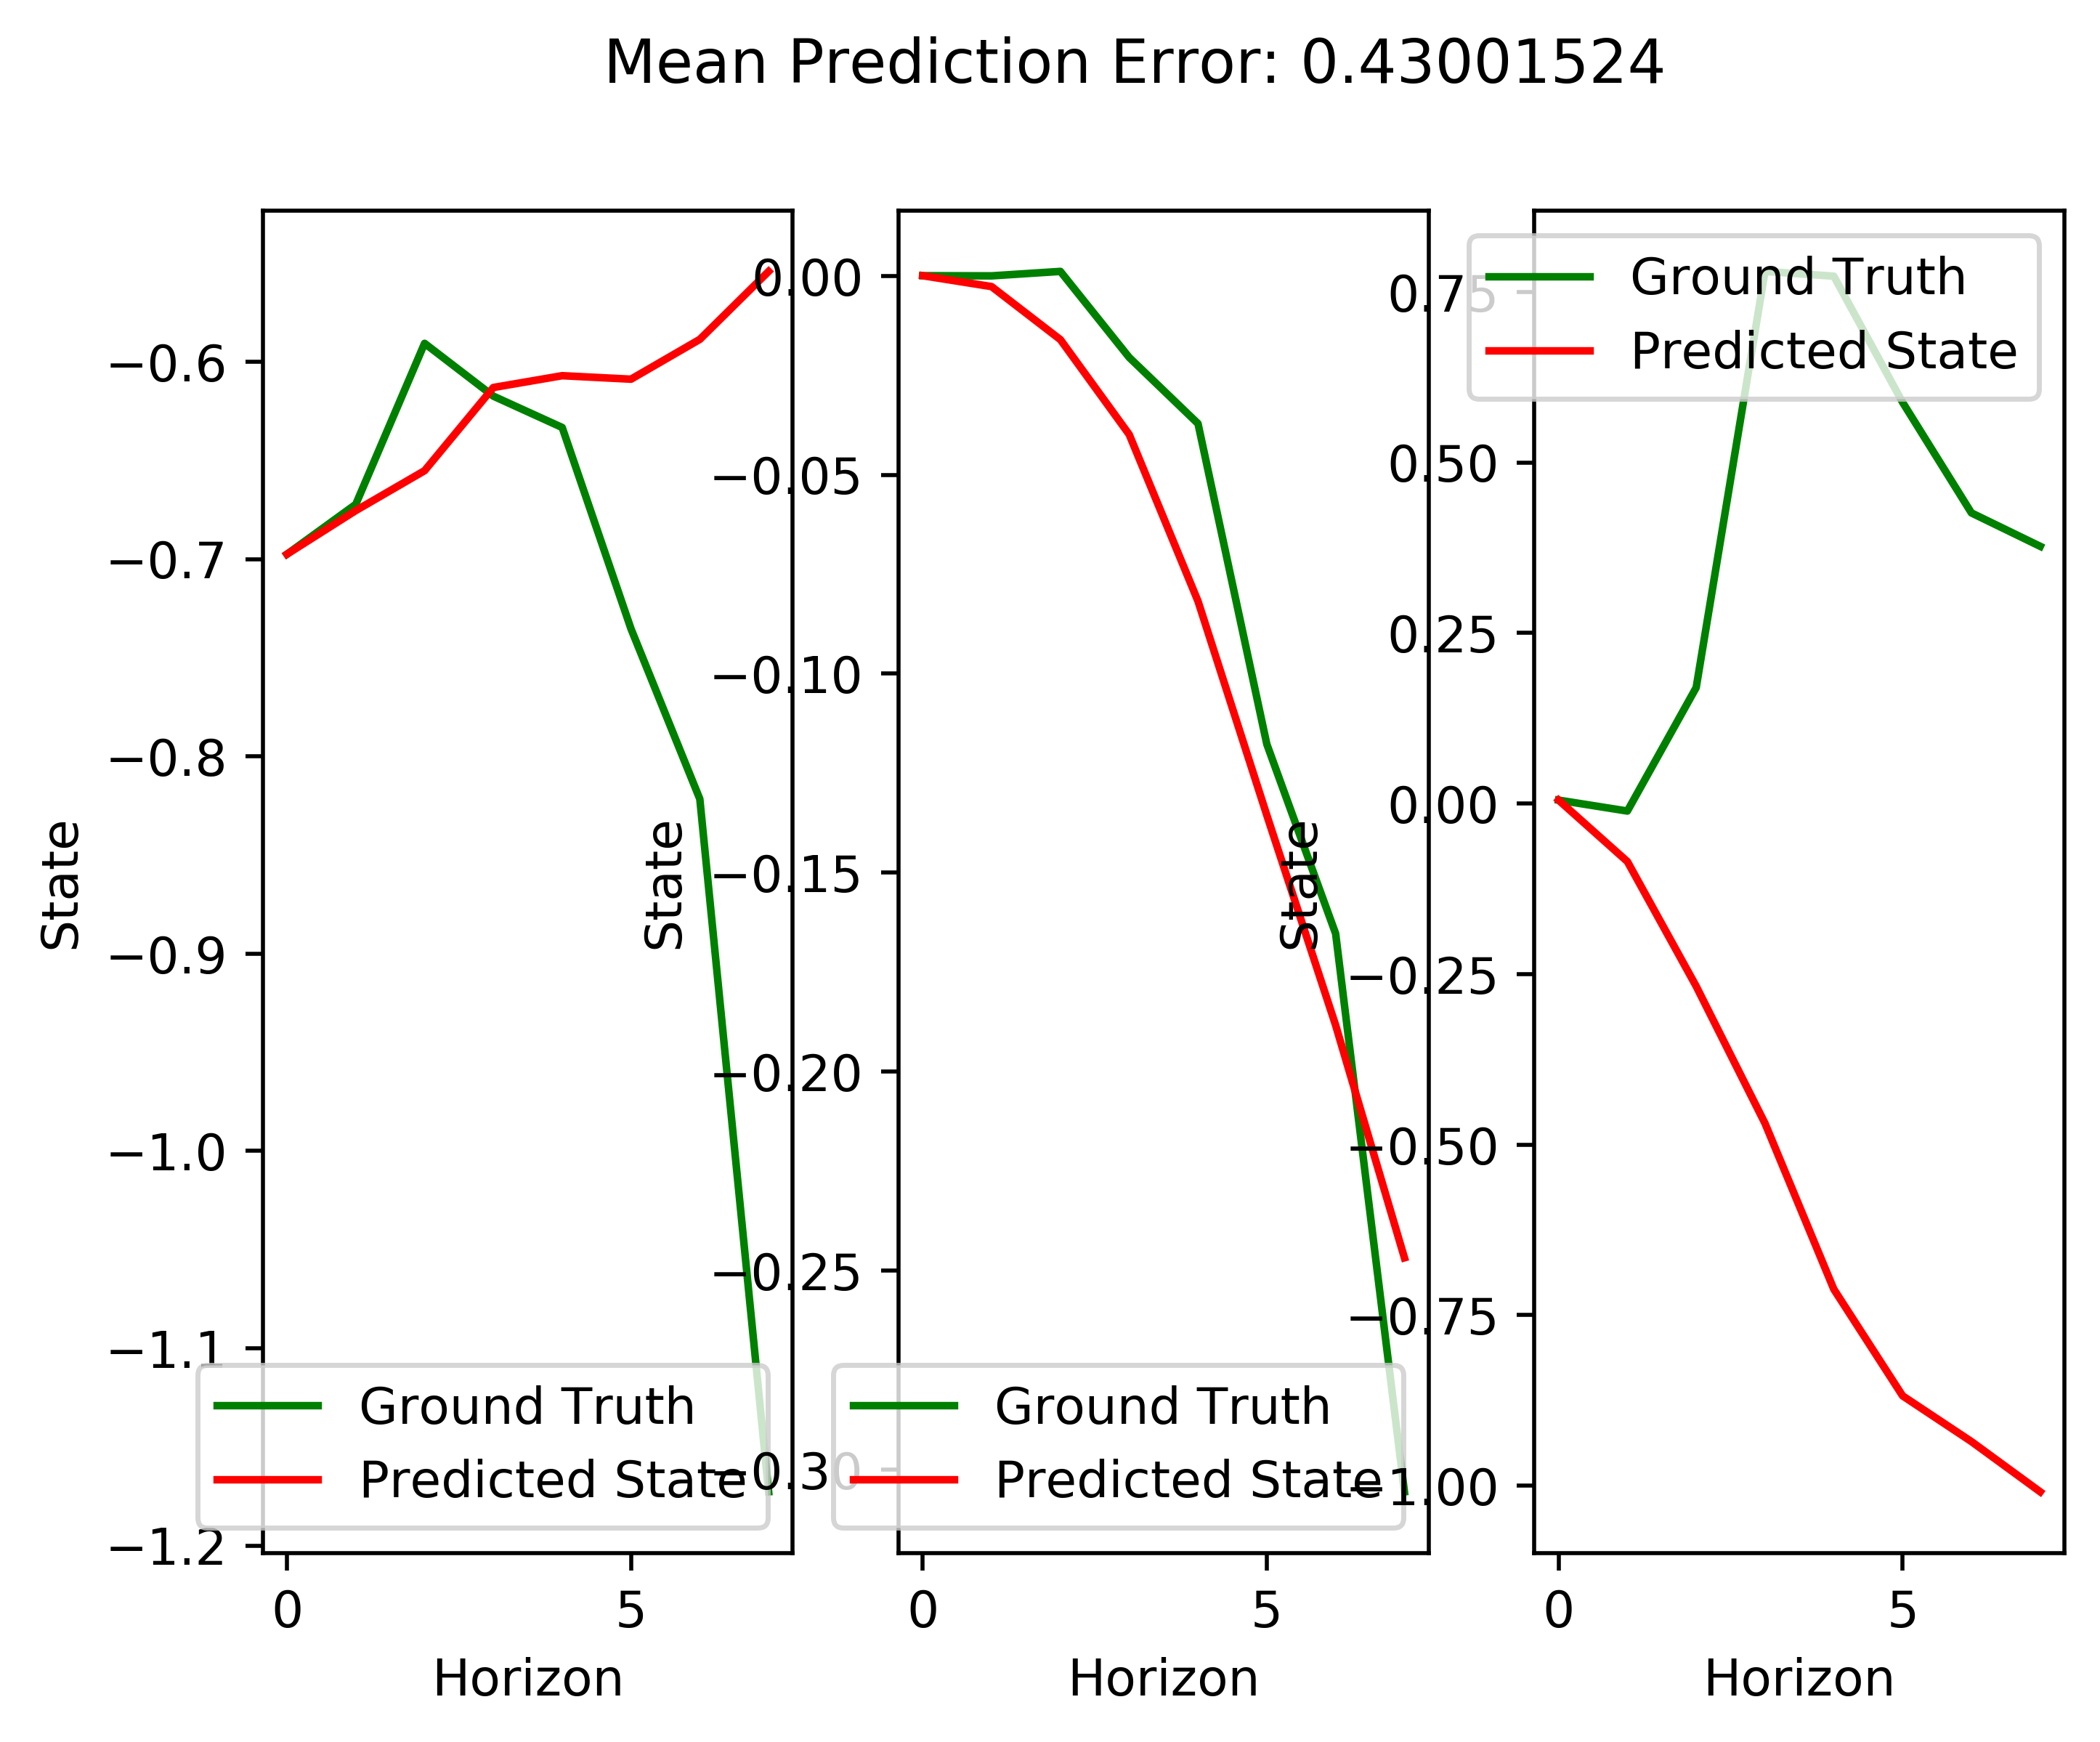 Mean Prediction Error: 0.43001524
State
−0.6
−0.7
−0.8
−0.9
−1.0
−1.1
−1.2
Ground Truth
Predicted State
0
5
Horizon
State
0.00
−0.05
−0.10
−0.15
−0.20
−0.25
−0.30
Ground Truth
Predicted State
0
5
Horizon
State
0.75
0.50
0.25
0.00
−0.25
−0.50
−0.75
−1.00
Ground Truth
Predicted State
0
5
Horizon